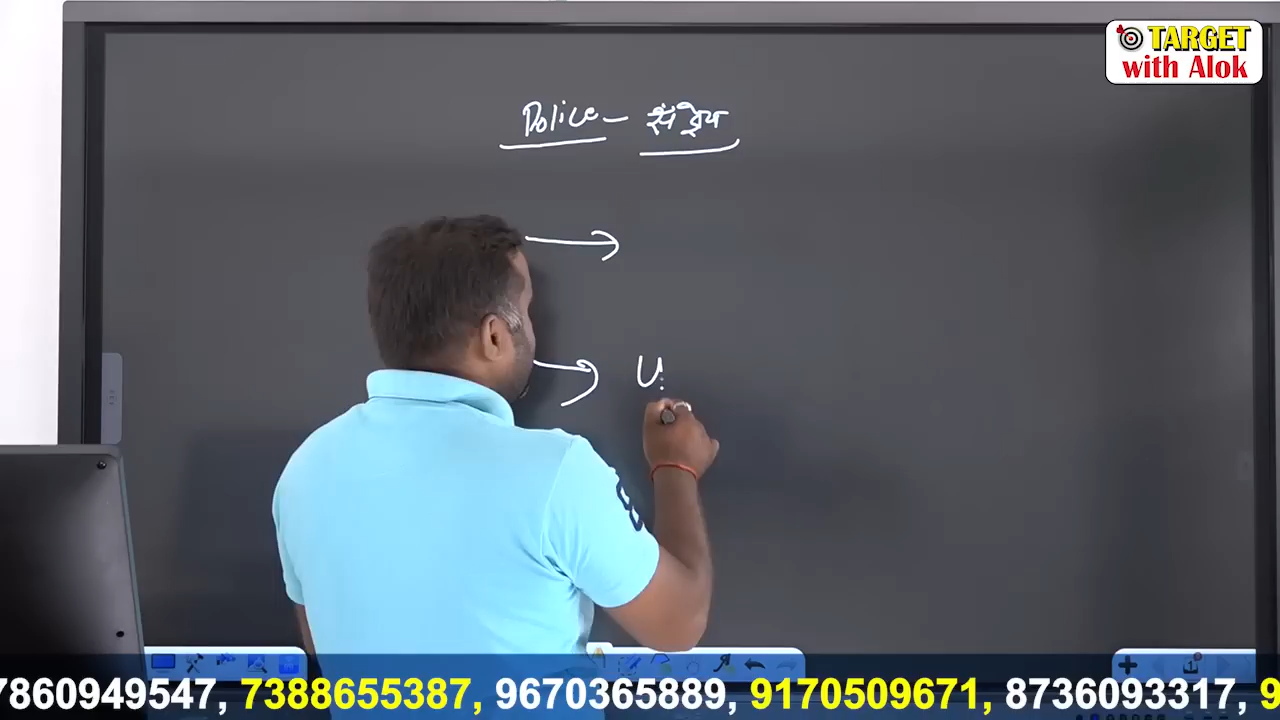 TARGET
with Alok
Police –
U
7860949547, 7388655387, 9670365889, 9170509671, 8736093317, 9